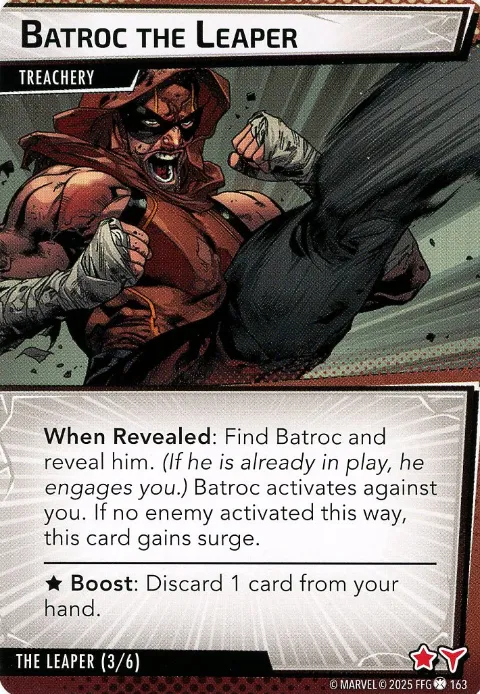 BATROC THE LEAPER
TREACHERY
When Revealed: Find Batroc and
reveal him. (If he is already in play, he
engages you.) Batroc activates against
you. If no enemy activated this way,
this card gains surge.
★ Boost: Discard 1 card from your
hand.
THE LEAPER (3/6)
© MARVEL © 2025 FFG 163